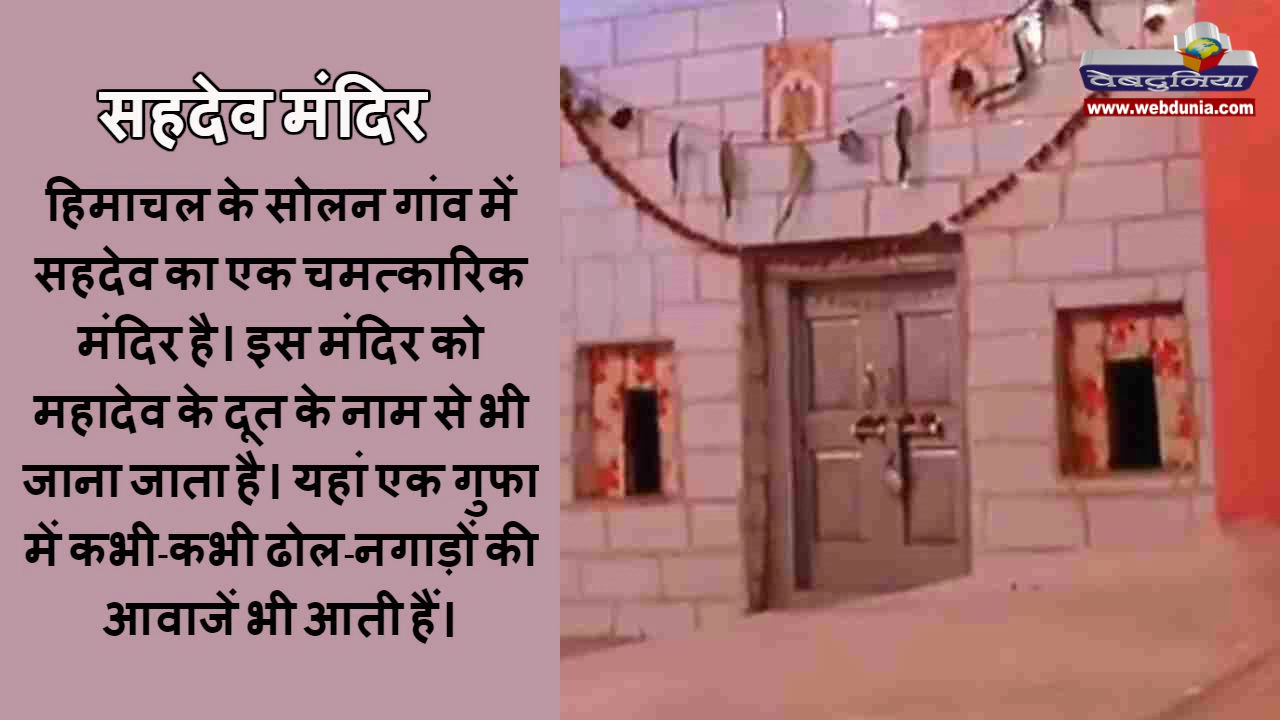 सहदेव मंदिर
हिमाचल के सोलन गांव में
सहदेव का एक चमत्कारिक
मंदिर है। इस मंदिर को
महादेव के दूत के नाम से भी
जाना जाता है। यहां एक गुफा
में कभी-कभी ढोल-नगाड़ों की
आवाजें भी आती हैं।
वेबदुनिया
www.webdunia.com